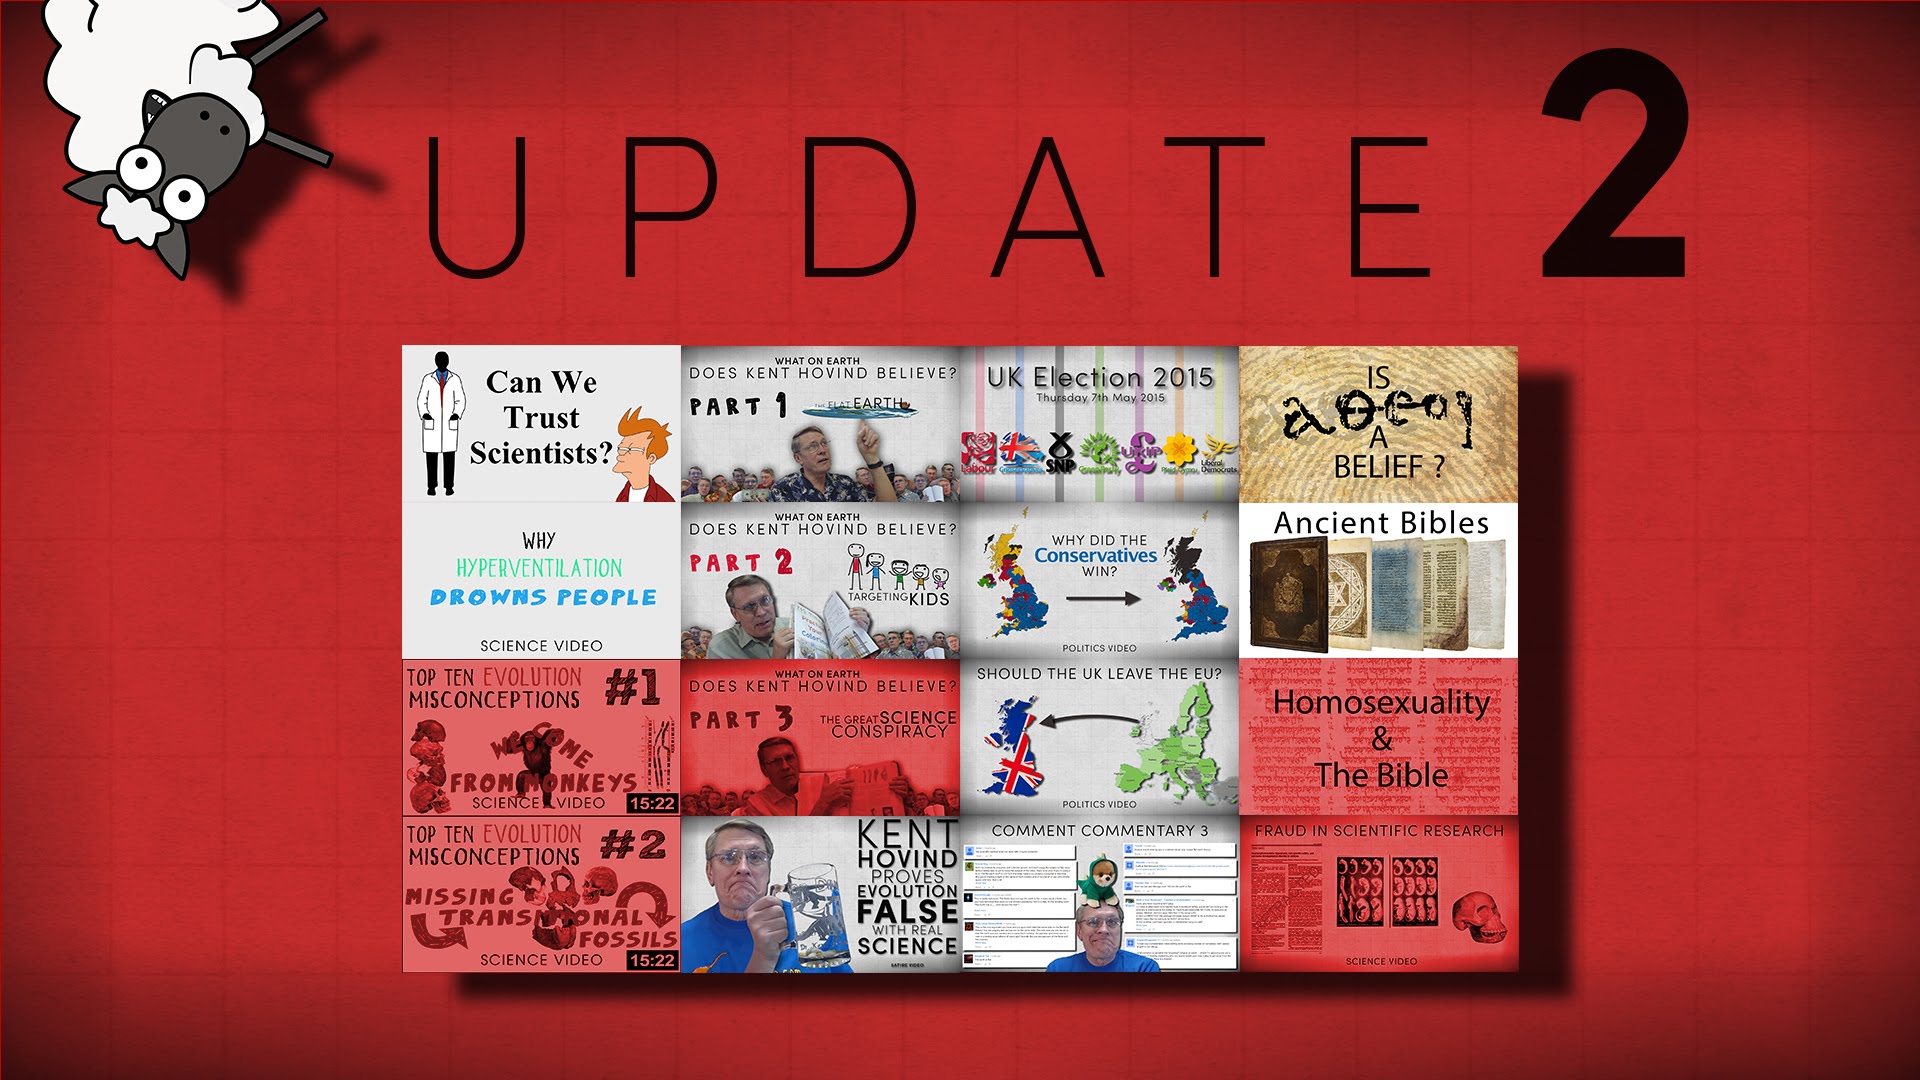 UPDATE 2
Can We
Trust
Scientists?
WHAT ON EARTH
DOES KENT HOVIND BELIEVE?
PART 1
THE FLAT EARTH
UK Election 2015
Thursday 7th May 2015
Labour
Conservatives
SNP
Green Party
UKIP
Plaid Cymru
Liberal
Democrats
IS
A
BELIEF ?
WHY
HYPERVENTILATION
DROWNS PEOPLE
SCIENCE VIDEO
WHAT ON EARTH
DOES KENT HOVIND BELIEVE?
PART 2
TARGETING KIDS
WHY DID THE
Conservatives
WIN?
POLITICS VIDEO
Ancient Bibles
TOP TEN EVOLUTION
MISCONCEPTIONS
#1
WE COME
FROM MONKEYS
SCIENCE VIDEO
15:22
WHAT ON EARTH
DOES KENT HOVIND BELIEVE?
PART 3
THE GREAT SCIENCE
CONSPIRACY
SHOULD THE UK LEAVE THE EU?
POLITICS VIDEO
Homosexuality
&
The Bible
TOP TEN EVOLUTION
MISCONCEPTIONS
#2
MISSING
TRANSITIONAL
FOSSILS
SCIENCE VIDEO
15:22
KENT
HOVIND
PROVES
EVOLUTION
FALSE
WITH REAL
SCIENCE
SATIRE VIDEO
COMMENT COMMENTARY 3
FRAUD IN SCIENTIFIC RESEARCH
SCIENCE VIDEO